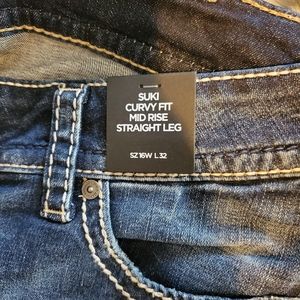 SUKI
CURVY FIT
MID RISE
STRAIGHT LEG
SZ 16W L 32